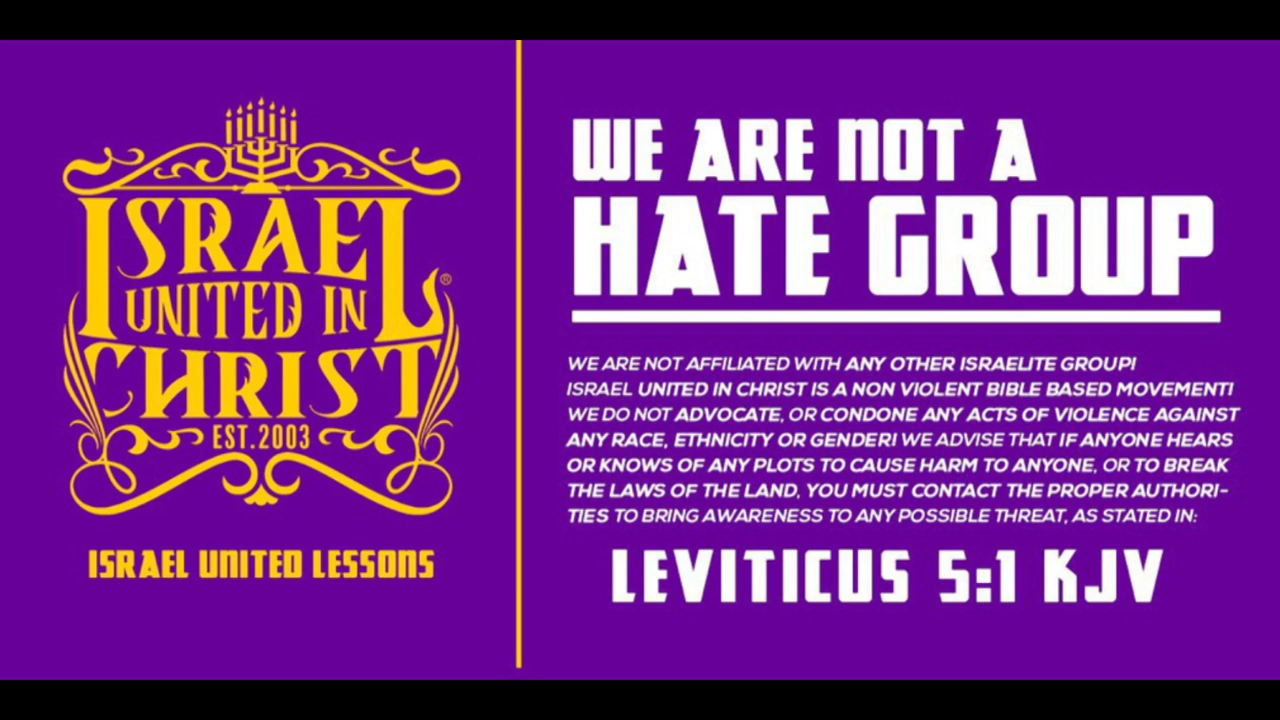 ISRAEL
UNITED IN
CHRIST®
EST. 2003
ISRAEL UNITED LESSONS
WE ARE NOT A
HATE GROUP
WE ARE NOT AFFILIATED WITH ANY OTHER ISRAELITE GROUP!
ISRAEL UNITED IN CHRIST IS A NON VIOLENT BIBLE BASED MOVEMENT!
WE DO NOT ADVOCATE, OR CONDONE ANY ACTS OF VIOLENCE AGAINST
ANY RACE, ETHNICITY OR GENDER! WE ADVISE THAT IF ANYONE HEARS
OR KNOWS OF ANY PLOTS TO CAUSE HARM TO ANYONE, OR TO BREAK
THE LAWS OF THE LAND, YOU MUST CONTACT THE PROPER AUTHORI-
TIES TO BRING AWARENESS TO ANY POSSIBLE THREAT, AS STATED IN:
LEVITICUS 5:1 KJV